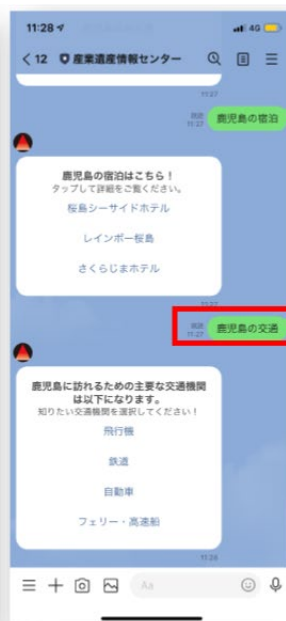 11:28
4G
12 産業遺産情報センター
11:27
既読
11:27
鹿児島の宿泊
鹿児島の宿泊はこちら！
タップして詳細をご覧ください。
桜島シーサイドホテル
レインボー桜島
さくらじまホテル
11:27
既読
11:27
鹿児島の交通
鹿児島に訪れるための主要な交通機関
は以下になります。
知りたい交通機関を選択してください！
飛行機
鉄道
自動車
フェリー・高速船
11:28
Aa